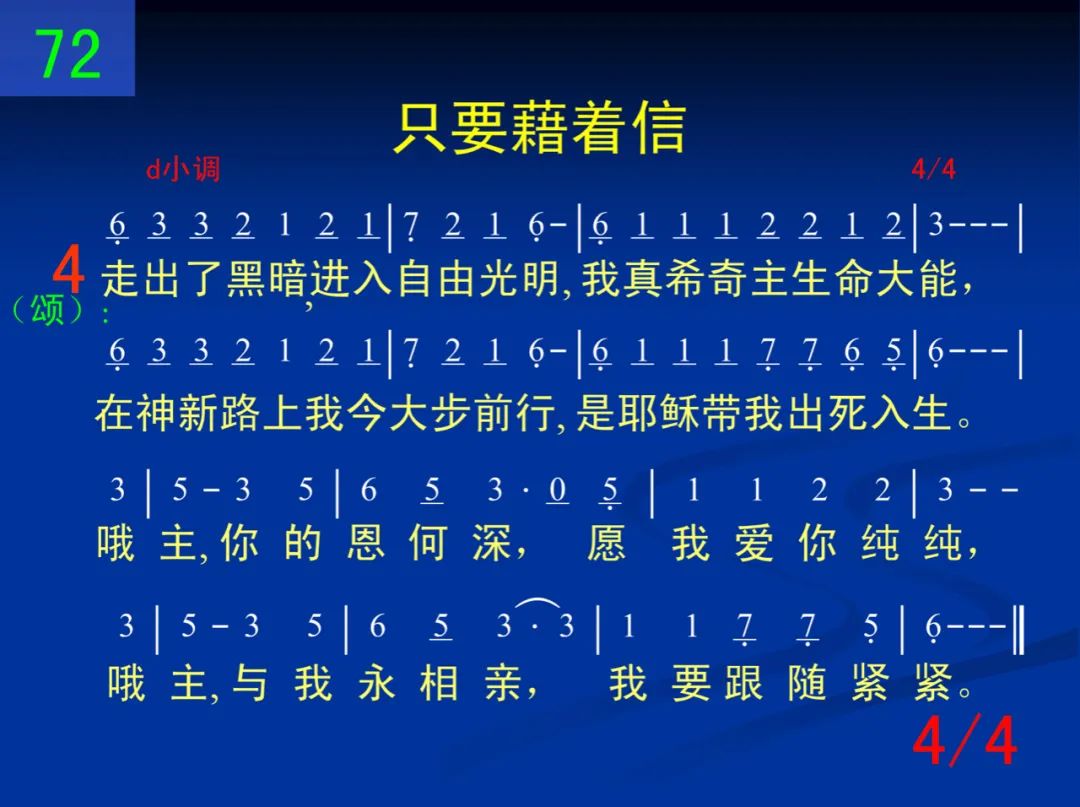 72
只要藉着信
d小调 4/4
6 3 3 2 1 2 1|7 2 1 6-|6 1 1 1 2 2 1 2|3---|
4 走出了黑暗,进入自由光明,我真希奇主生命大能，
（颂）:
6 3 3 2 1 2 1|7 2 1 6-|6 1 1 1 7 7 6 5|6---|
在神新路上我今大步前行,是耶稣带我出死入生。
3|5-3 5|6 5 3·0 5|1 1 2 2|3--
哦主,你的恩何深，愿我爱你纯纯，
3|5-3 5|6 5 3·3|1 1 7 7 5|6---‖
哦主,与我永相亲，我要跟随紧紧。
4/4